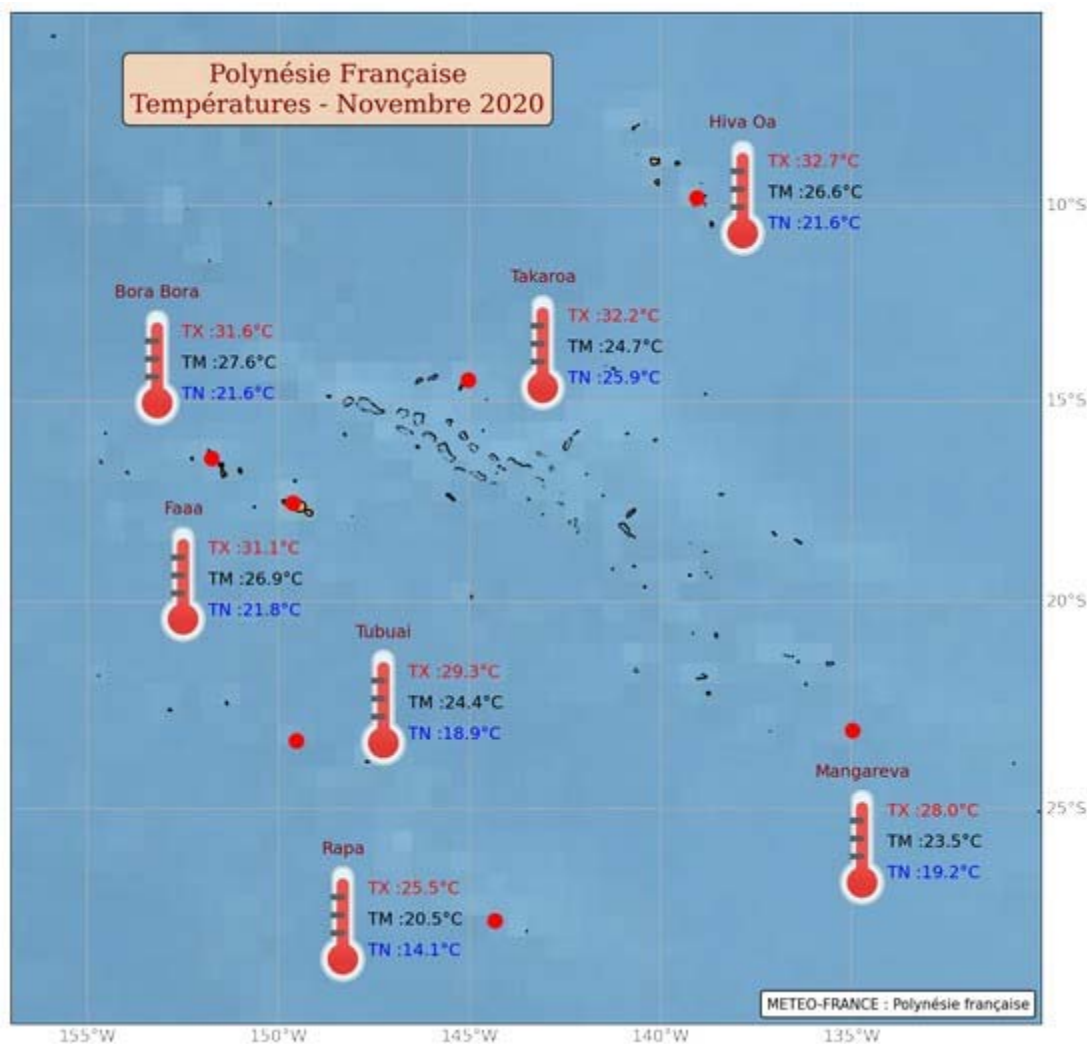 Polynésie Française
Températures - Novembre 2020
Hiva Oa
TX :32.7°C
TM :26.6°C
TN :21.6°C
10°S
Takaroa
TX :32.2°C
TM :24.7°C
TN :25.9°C
Bora Bora
TX :31.6°C
TM :27.6°C
TN :21.6°C
15°S
Faaa
TX :31.1°C
TM :26.9°C
TN :21.8°C
20°S
Tubuai
TX :29.3°C
TM :24.4°C
TN :18.9°C
Mangareva
TX :28.0°C
TM :23.5°C
TN :19.2°C
25°S
Rapa
TX :25.5°C
TM :20.5°C
TN :14.1°C
METEO-FRANCE : Polynésie française
155°W 150°W 145°W 140°W 135°W